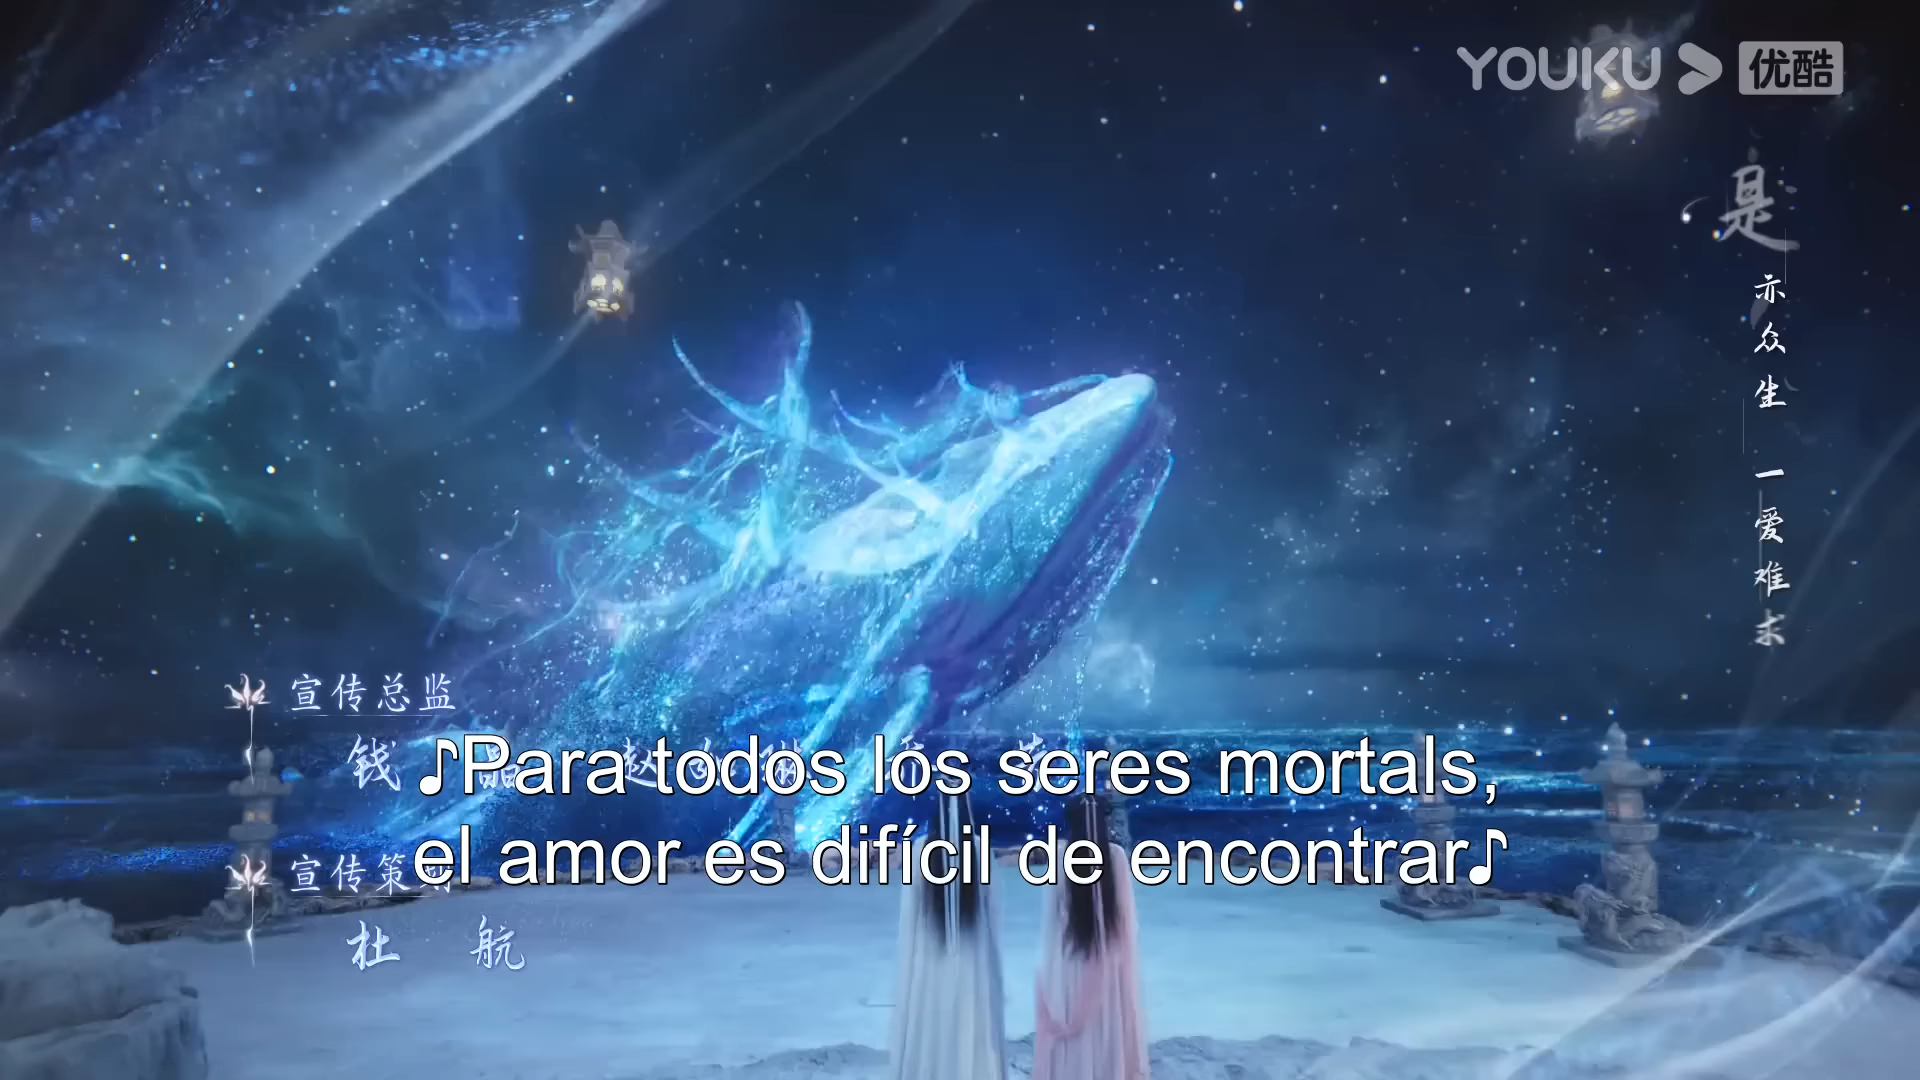 YOUKU 优酷
是
亦众生 一爱难求
宣传总监
钱
♪Para todos los seres mortals,
el amor es difícil de encontrar♪
宣传策划
杜 航